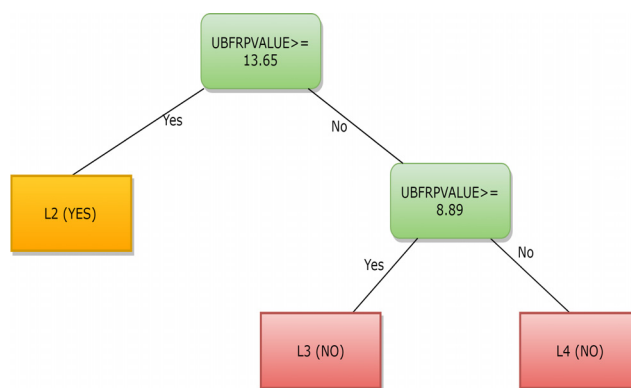 UBFRPVALUE>=
13.65
Yes
No
L2 (YES)
UBFRPVALUE>=
8.89
Yes
No
L3 (NO)
L4 (NO)